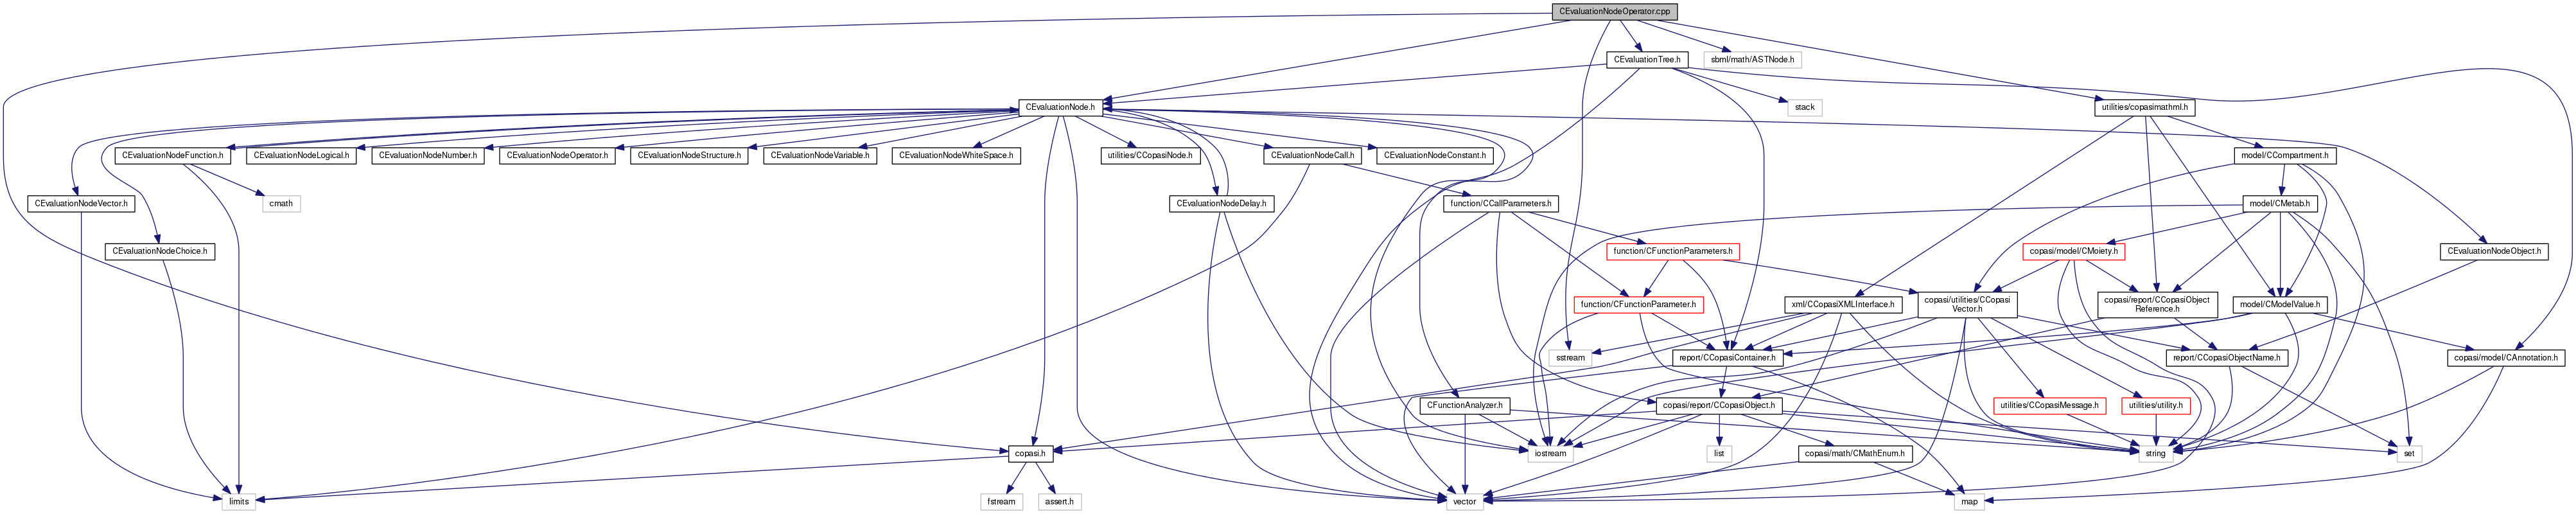 CEvaluationNodeOperator.cpp
CEvaluationTree.h
sbml/math/ASTNode.h
CEvaluationNode.h
stack
utilities/copasimathml.h
CEvaluationNodeFunction.h
CEvaluationNodeLogical.h
CEvaluationNodeNumber.h
CEvaluationNodeOperator.h
CEvaluationNodeStructure.h
CEvaluationNodeVariable.h
CEvaluationNodeWhiteSpace.h
utilities/CCopasiNode.h
CEvaluationNodeCall.h
CEvaluationNodeConstant.h
model/CCompartment.h
CEvaluationNodeVector.h
cmath
CEvaluationNodeDelay.h
function/CCallParameters.h
model/CMetab.h
CEvaluationNodeChoice.h
function/CFunctionParameters.h
copasi/model/CMoiety.h
CEvaluationNodeObject.h
function/CFunctionParameter.h
xml/CCopasiXMLInterface.h
copasi/utilities/CCopasi
Vector.h
copasi/report/CCopasiObject
Reference.h
model/CModelValue.h
sstream
report/CCopasiContainer.h
report/CCopasiObjectName.h
copasi/model/CAnnotation.h
CFunctionAnalyzer.h
copasi/report/CCopasiObject.h
utilities/CCopasiMessage.h
utilities/utility.h
copasi.h
iostream
list
copasi/math/CMathEnum.h
string
set
limits
fstream
assert.h
vector
map